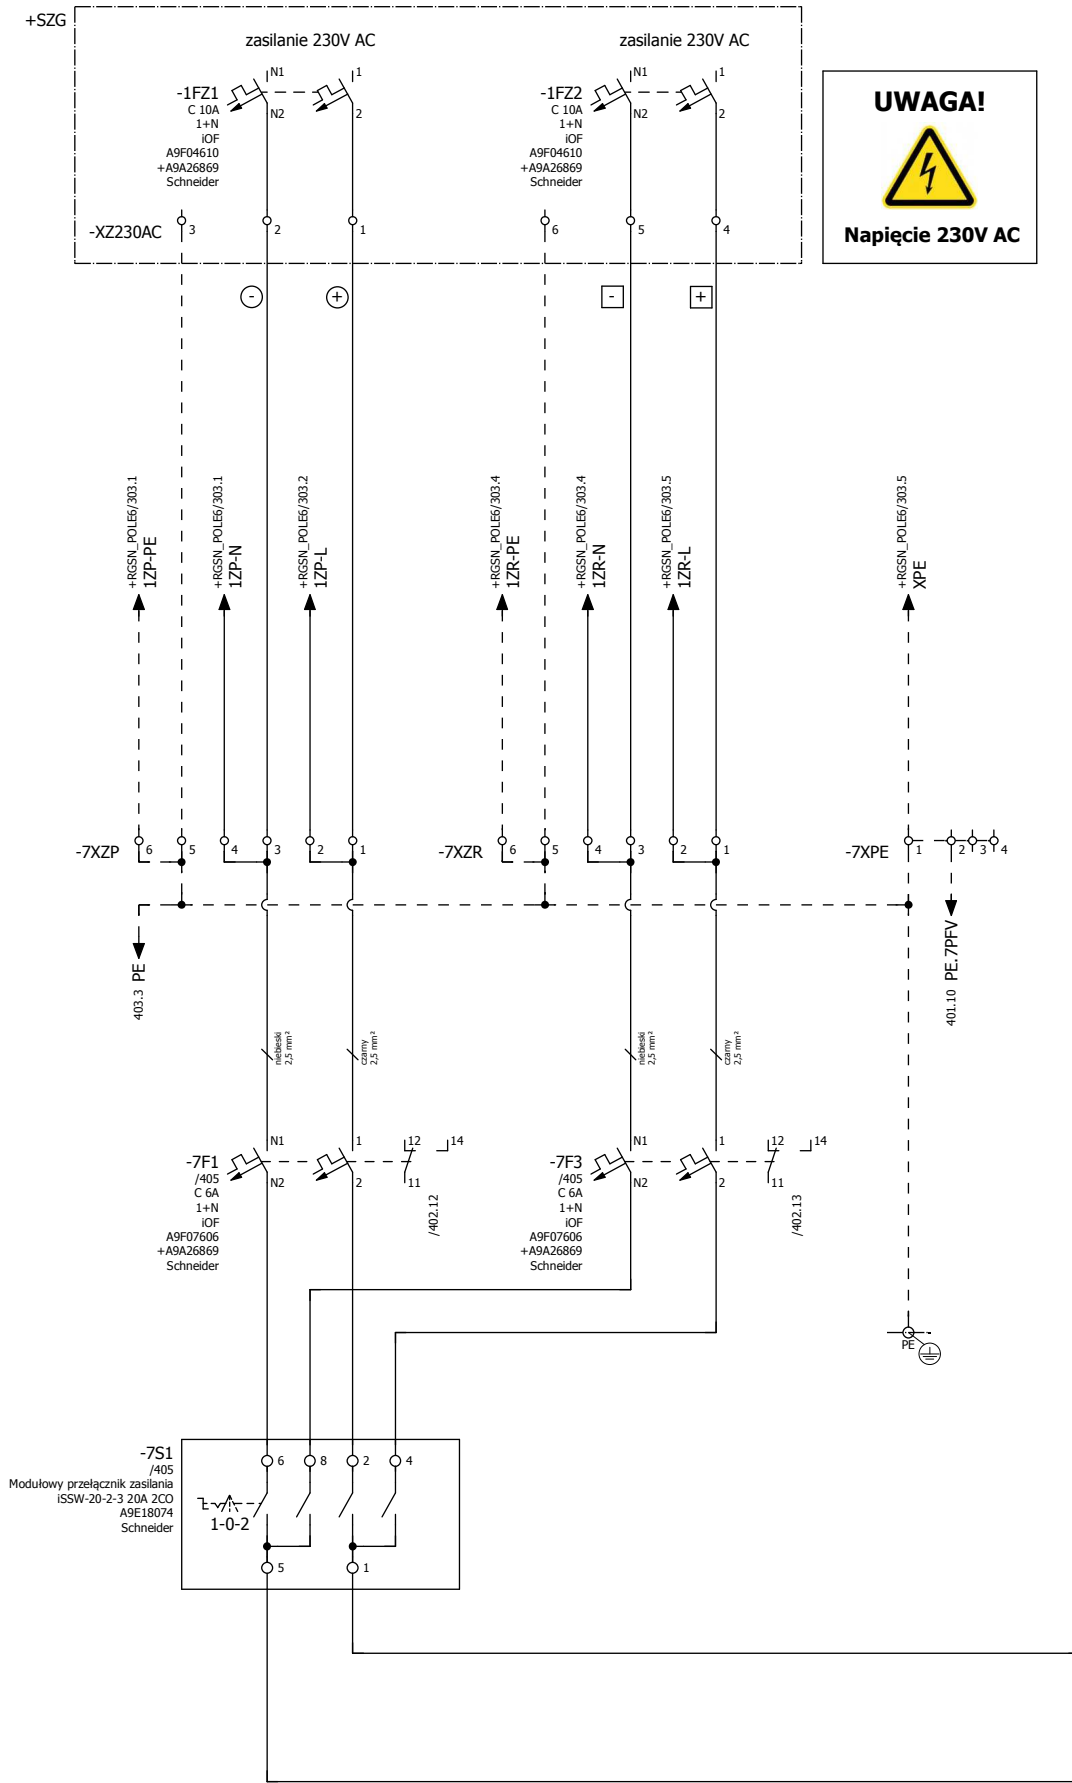 +SZG
zasilanie 230V AC
zasilanie 230V AC
-1FZ1
C 10A
1+N
iOF
A9F04610
+A9A26869
Schneider
N1
N2
1
2
-1FZ2
C 10A
1+N
iOF
A9F04610
+A9A26869
Schneider
N1
N2
1
2
UWAGA!
Napięcie 230V AC
-XZ230AC
3
2
1
6
5
4
-
+
-
+
+RGSN_POLE6/303.1
1ZP-PE
+RGSN_POLE6/303.1
1ZP-N
+RGSN_POLE6/303.2
1ZP-L
+RGSN_POLE6/303.4
1ZR-PE
+RGSN_POLE6/303.4
1ZR-N
+RGSN_POLE6/303.5
1ZR-L
+RGSN_POLE6/303.5
XPE
-7XZP
6
5
4
3
2
1
-7XZR
6
5
4
3
2
1
-7XPE
1
2
3
4
403.3 PE
401.10 PE.7PFV
niebieski
2,5 mm²
czarny
2,5 mm²
niebieski
2,5 mm²
czarny
2,5 mm²
-7F1
/405
C 6A
1+N
iOF
A9F07606
+A9A26869
Schneider
N1
N2
1
2
12
14
11
/402.12
-7F3
/405
C 6A
1+N
iOF
A9F07606
+A9A26869
Schneider
N1
N2
1
2
12
14
11
/402.13
PE
-7S1
/405
Modułowy przełącznik zasilania
iSSW-20-2-3 20A 2CO
A9E18074
Schneider
1-0-2
6
8
2
4
5
1